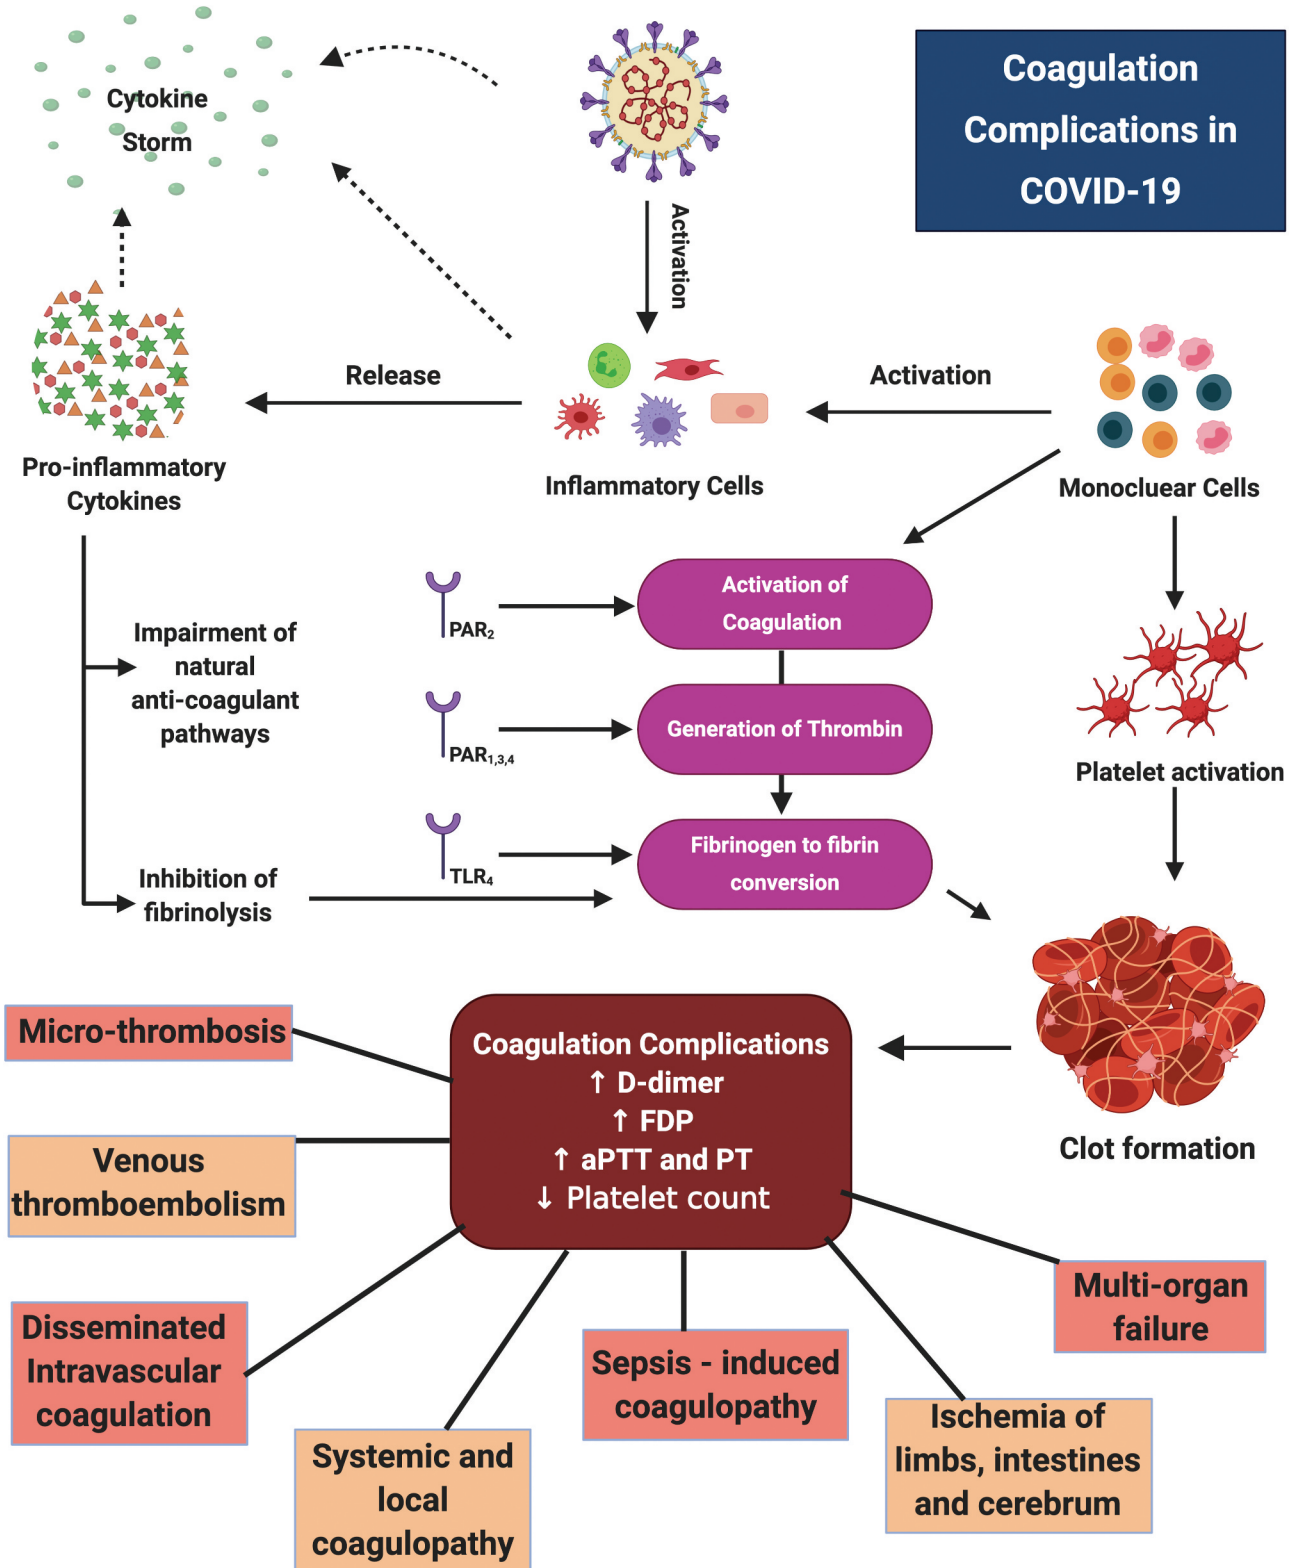 Coagulation
Complications in
COVID-19
Cytokine
Storm
Activation
Release
Activation
Pro-inflammatory
Cytokines
Inflammatory Cells
Monocluear Cells
Impairment of
natural
anti-coagulant
pathways
PAR₂
Activation of
Coagulation
PAR₁,₃,₄
Generation of Thrombin
Platelet activation
Inhibition of
fibrinolysis
TLR₄
Fibrinogen to fibrin
conversion
Clot formation
Coagulation Complications
↑ D-dimer
↑ FDP
↑ aPTT and PT
↓ Platelet count
Micro-thrombosis
Venous
thromboembolism
Disseminated
Intravascular
coagulation
Systemic and
local
coagulopathy
Sepsis - induced
coagulopathy
Ischemia of
limbs, intestines
and cerebrum
Multi-organ
failure